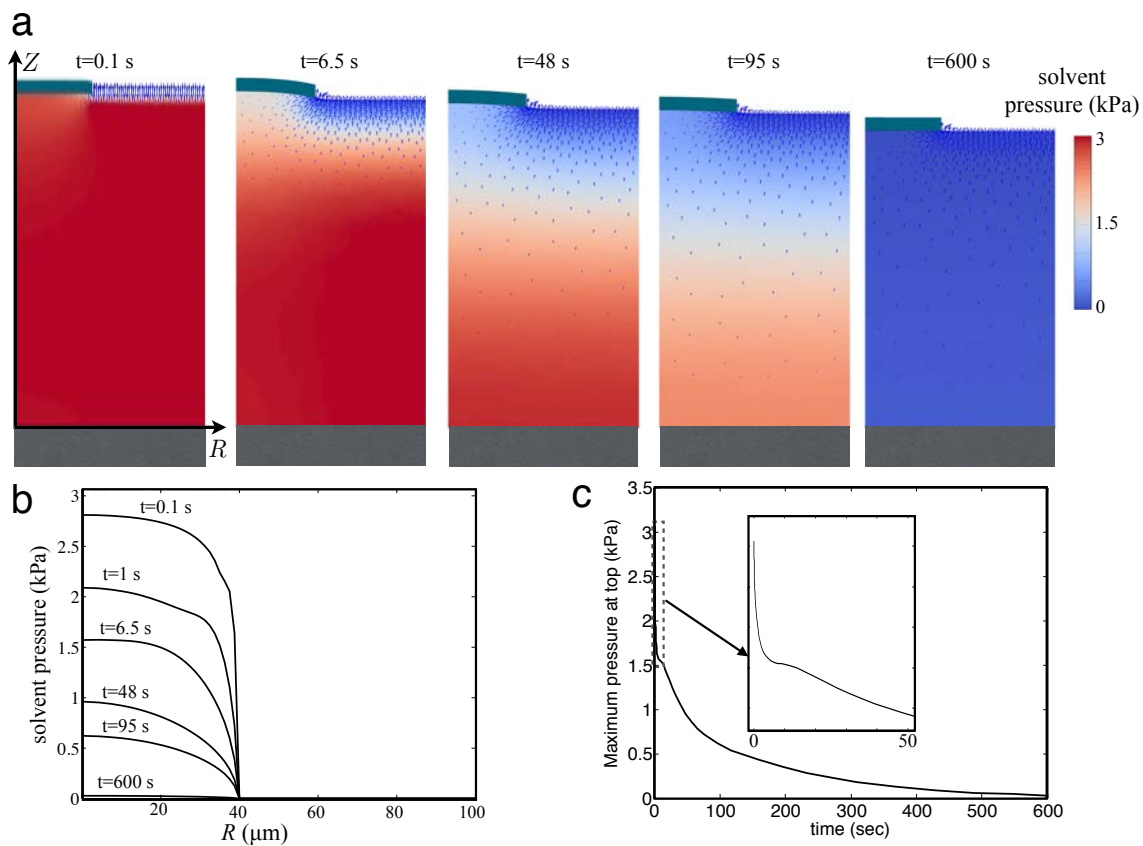 a
Z
t=0.1 s
t=6.5 s
t=48 s
t=95 s
t=600 s
solvent
pressure (kPa)
3
1.5
0
R
b
solvent pressure (kPa)
3
2.5
2
1.5
1
0.5
0
t=0.1 s
t=1 s
t=6.5 s
t=48 s
t=95 s
t=600 s
20
40
60
80
100
R (μm)
c
Maximum pressure at top (kPa)
3.5
3
2.5
2
1.5
1
0.5
0
0
50
0
100
200
300
400
500
600
time (sec)